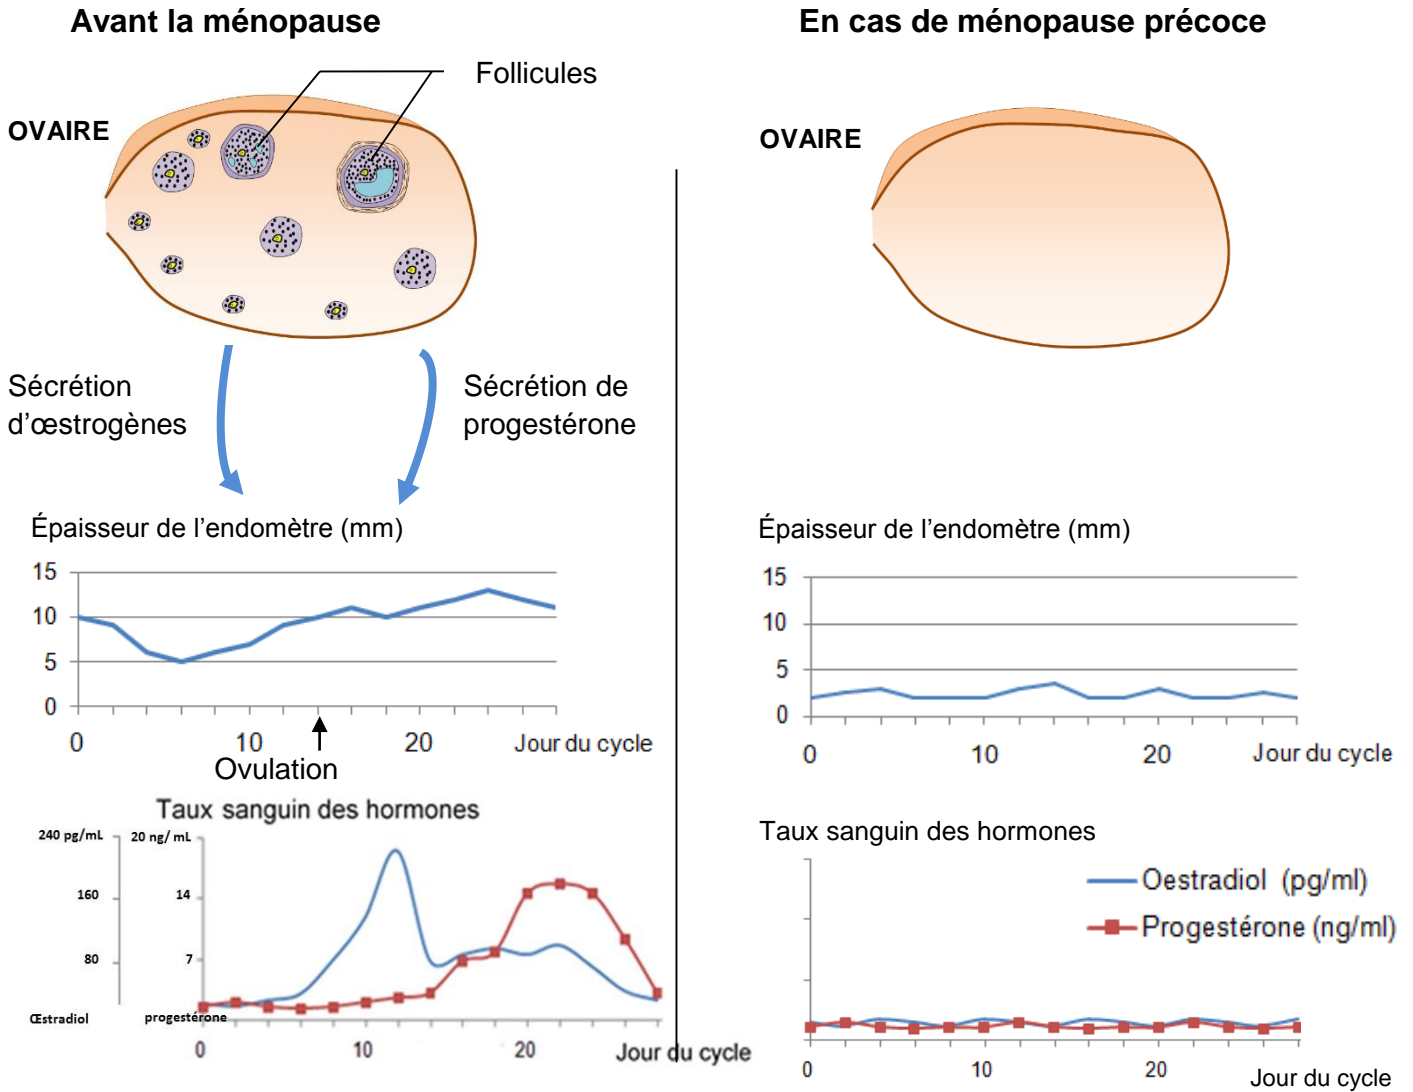 Avant la ménopause
Follicules
OVAIRE
Sécrétion
d'œstrogènes
Sécrétion de
progestérone
Épaisseur de l'endomètre (mm)
15
10
5
0
0
10
20
Jour du cycle
Ovulation
Taux sanguin des hormones
240 pg/mL
20 ng/ mL
160
14
80
7
Œstradiol
progestérone
0
10
20
Jour du cycle
En cas de ménopause précoce
OVAIRE
Épaisseur de l'endomètre (mm)
15
10
5
0
0
10
20
Jour du cycle
Taux sanguin des hormones
Oestradiol (pg/ml)
Progestérone (ng/ml)
0
10
20
Jour du cycle